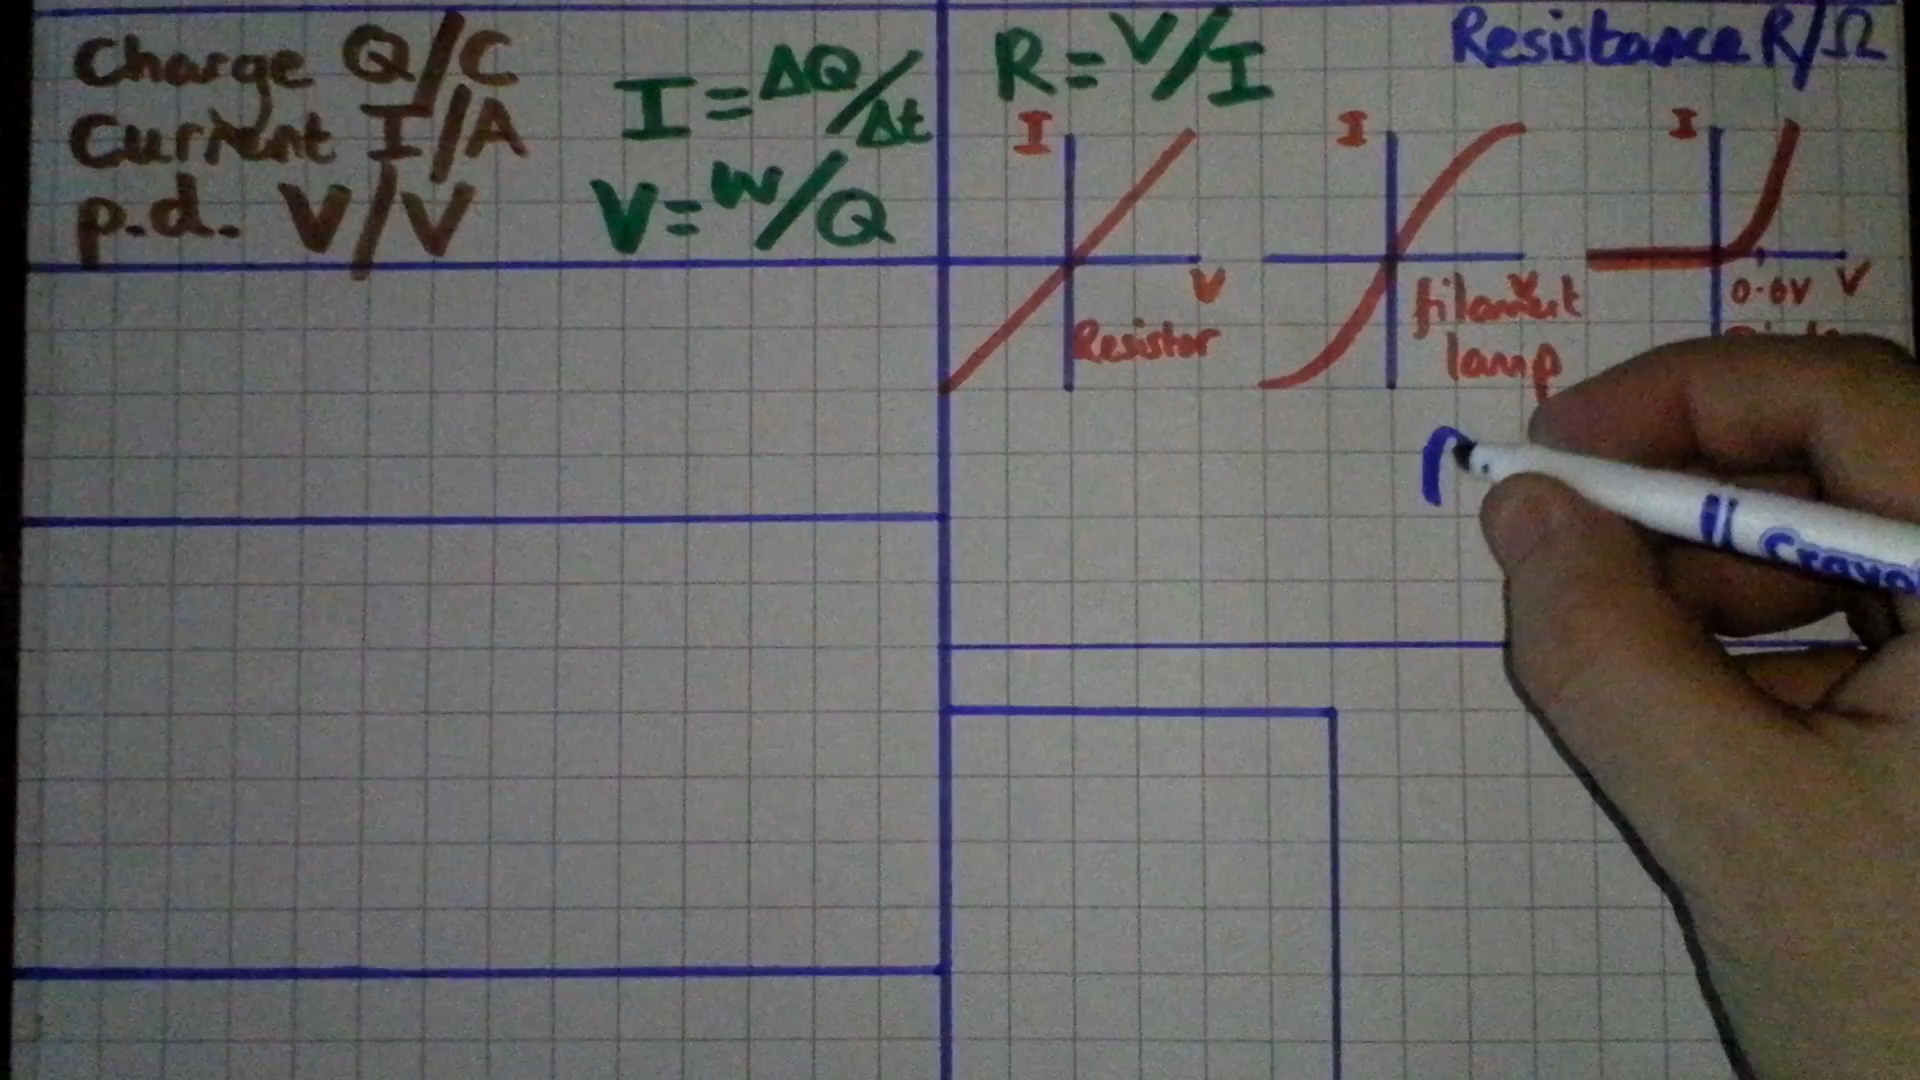 Charge Q/C
Current I/A
p.d. V/V
I = ΔQ/Δt
V = W/Q
R = V/I
Resistance R/Ω
I
V
Resistor
I
V
filament
lamp
I
0.6V V